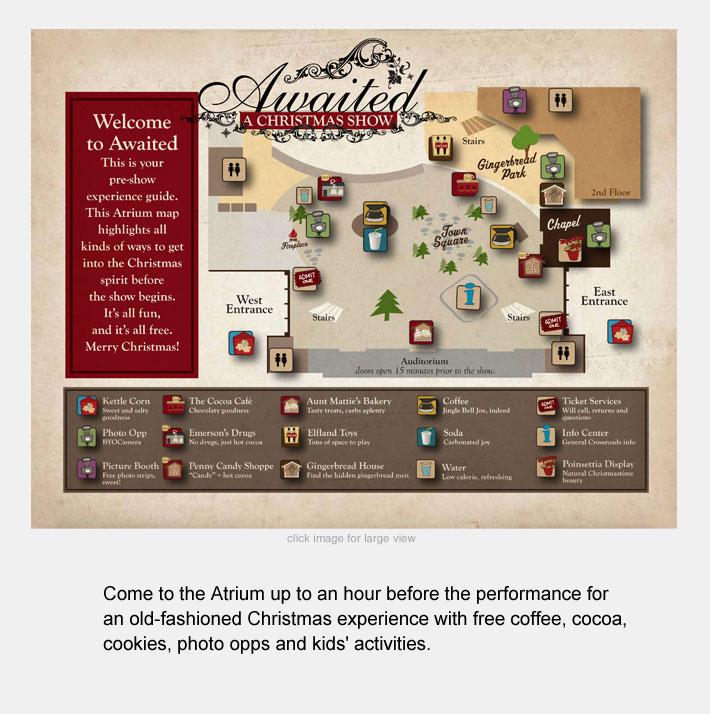 Awaited
A CHRISTMAS SHOW
Welcome
to Awaited
This is your
pre-show
experience guide.
This Atrium map
highlights all
kinds of ways to get
into the Christmas
spirit before
the show begins.
It's all fun,
and it's all free.
Merry Christmas!
Stairs
Gingerbread
Park
2nd Floor
Chapel
Town
Square
Fireplace
ADMIT
ONE
West
Entrance
East
Entrance
Stairs
Stairs
ADMIT
ONE
Auditorium
doors open 15 minutes prior to the show.
Kettle Corn
Sweet and salty
goodness
The Cocoa Café
Chocolaty goodness
Aunt Mattie's Bakery
Tasty treats, carbs aplenty
Coffee
Jingle Bell Joe, indeed
Ticket Services
Will call, returns and
questions
Photo Opp
BYOCamera
Emerson's Drugs
No drugs, just hot cocoa
Elfland Toys
Tons of space to play
Soda
Carbonated joy
Info Center
General Crossroads info
Picture Booth
Free photo strips,
sweet!
Penny Candy Shoppe
"Candy" = hot cocoa
Gingerbread House
Find the hidden gingerbread men
Water
Low calorie, refreshing
Poinsettia Display
Natural Christmastime
beauty
click image for large view
Come to the Atrium up to an hour before the performance for
an old-fashioned Christmas experience with free coffee, cocoa,
cookies, photo opps and kids' activities.